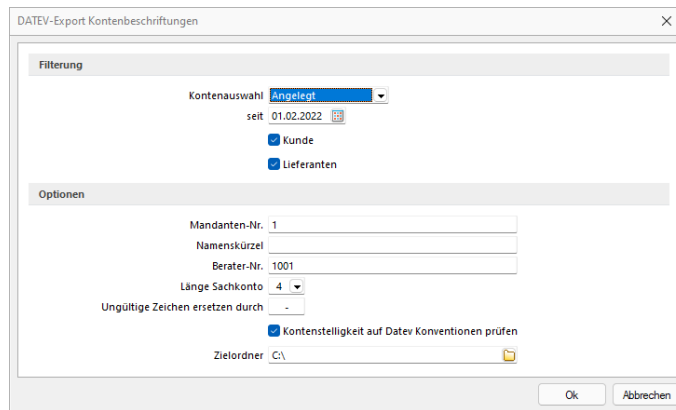 DATEV-Export Kontenbeschriftungen
Filterung
Kontenauswahl Angelegt
seit 01.02.2022
Kunde
Lieferanten
Optionen
Mandanten-Nr. 1
Namenskürzel
Berater-Nr. 1001
Länge Sachkonto 4
Ungültige Zeichen ersetzen durch -
Kontenstelligkeit auf Datev Konventionen prüfen
Zielordner C:\
Ok Abbrechen